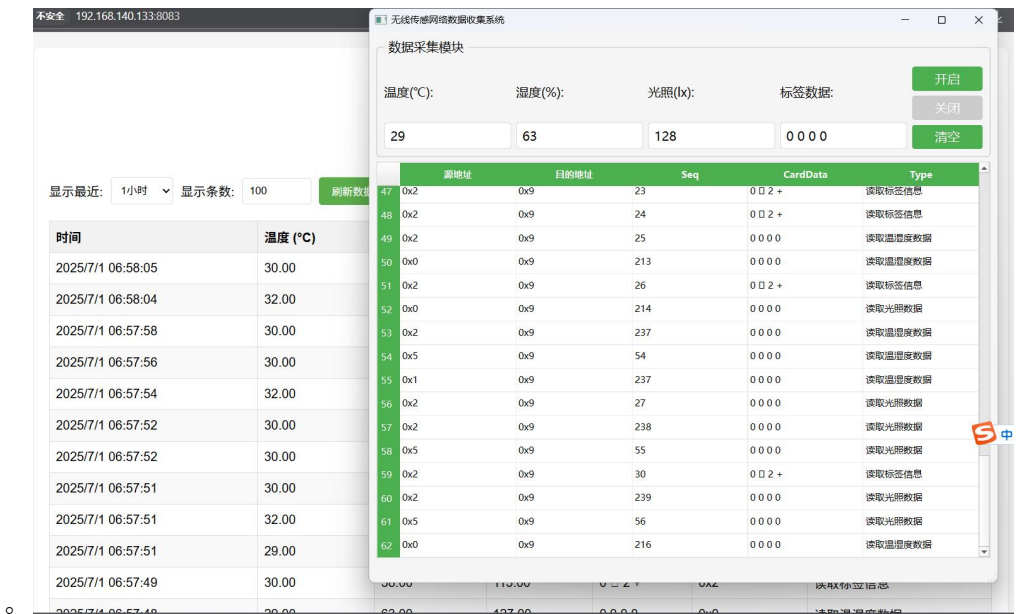 不安全 192.168.140.133:8083
无线传感网络数据收集系统
数据采集模块
温度(℃): 湿度(%): 光照(lx): 标签数据:
29 63 128 0 0 0 0
开启
关闭
清空
显示最近: 1小时 显示条数: 100 刷新数据
时间 温度 (°C)
2025/7/1 06:58:05 30.00
2025/7/1 06:58:04 32.00
2025/7/1 06:57:58 30.00
2025/7/1 06:57:56 30.00
2025/7/1 06:57:54 32.00
2025/7/1 06:57:52 30.00
2025/7/1 06:57:52 30.00
2025/7/1 06:57:51 30.00
2025/7/1 06:57:51 32.00
2025/7/1 06:57:51 29.00
2025/7/1 06:57:49 30.00
源地址 目的地址 Seq CardData Type
47 0x2 0x9 23 0 □ 2 + 读取标签信息
48 0x2 0x9 24 0 □ 2 + 读取标签信息
49 0x2 0x9 25 0 0 0 0 读取温湿度数据
50 0x0 0x9 213 0 0 0 0 读取温湿度数据
51 0x2 0x9 26 0 □ 2 + 读取标签信息
52 0x0 0x9 214 0 0 0 0 读取光照数据
53 0x2 0x9 237 0 0 0 0 读取温湿度数据
54 0x5 0x9 54 0 0 0 0 读取温湿度数据
55 0x1 0x9 237 0 0 0 0 读取温湿度数据
56 0x2 0x9 27 0 0 0 0 读取光照数据
57 0x2 0x9 238 0 0 0 0 读取光照数据
58 0x5 0x9 55 0 0 0 0 读取光照数据
59 0x2 0x9 30 0 □ 2 + 读取标签信息
60 0x2 0x9 239 0 0 0 0 读取光照数据
61 0x5 0x9 56 0 0 0 0 读取光照数据
62 0x0 0x9 216 0 0 0 0 读取温湿度数据
中